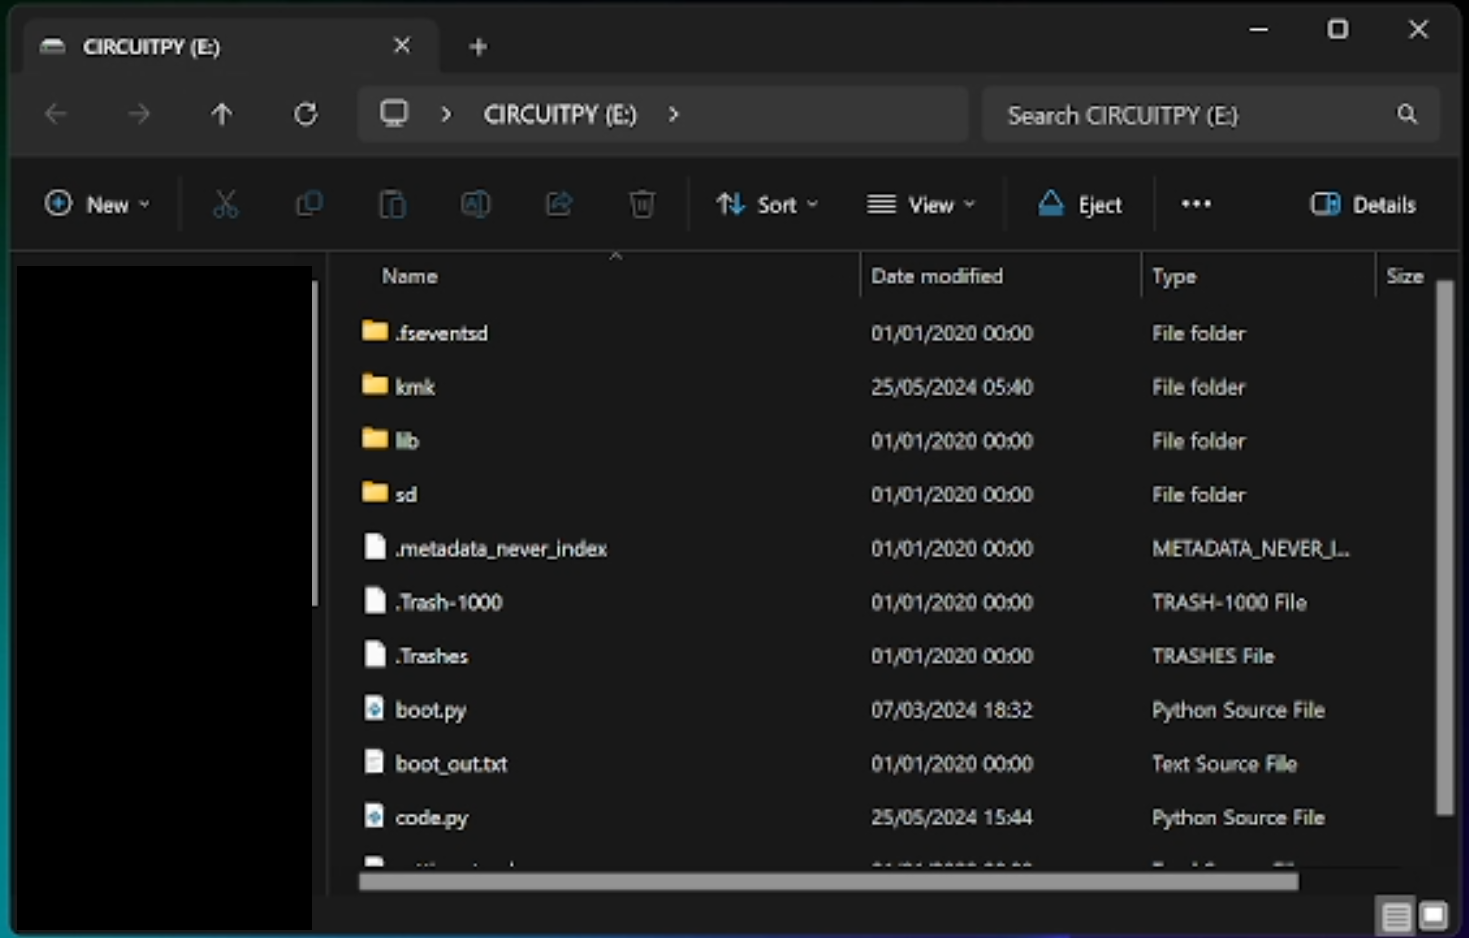 CIRCUITPY (E:)
CIRCUITPY (E:)
Search CIRCUITPY (E:)
New
Sort
View
Eject
Details
Name Date modified Type Size
.fseventsd 01/01/2020 00:00 File folder
kmk 25/05/2024 05:40 File folder
lib 01/01/2020 00:00 File folder
sd 01/01/2020 00:00 File folder
.metadata_never_index 01/01/2020 00:00 METADATA_NEVER_I...
.Trash-1000 01/01/2020 00:00 TRASH-1000 File
.Trashes 01/01/2020 00:00 TRASHES File
boot.py 07/03/2024 18:32 Python Source File
boot_out.txt 01/01/2020 00:00 Text Source File
code.py 25/05/2024 15:44 Python Source File